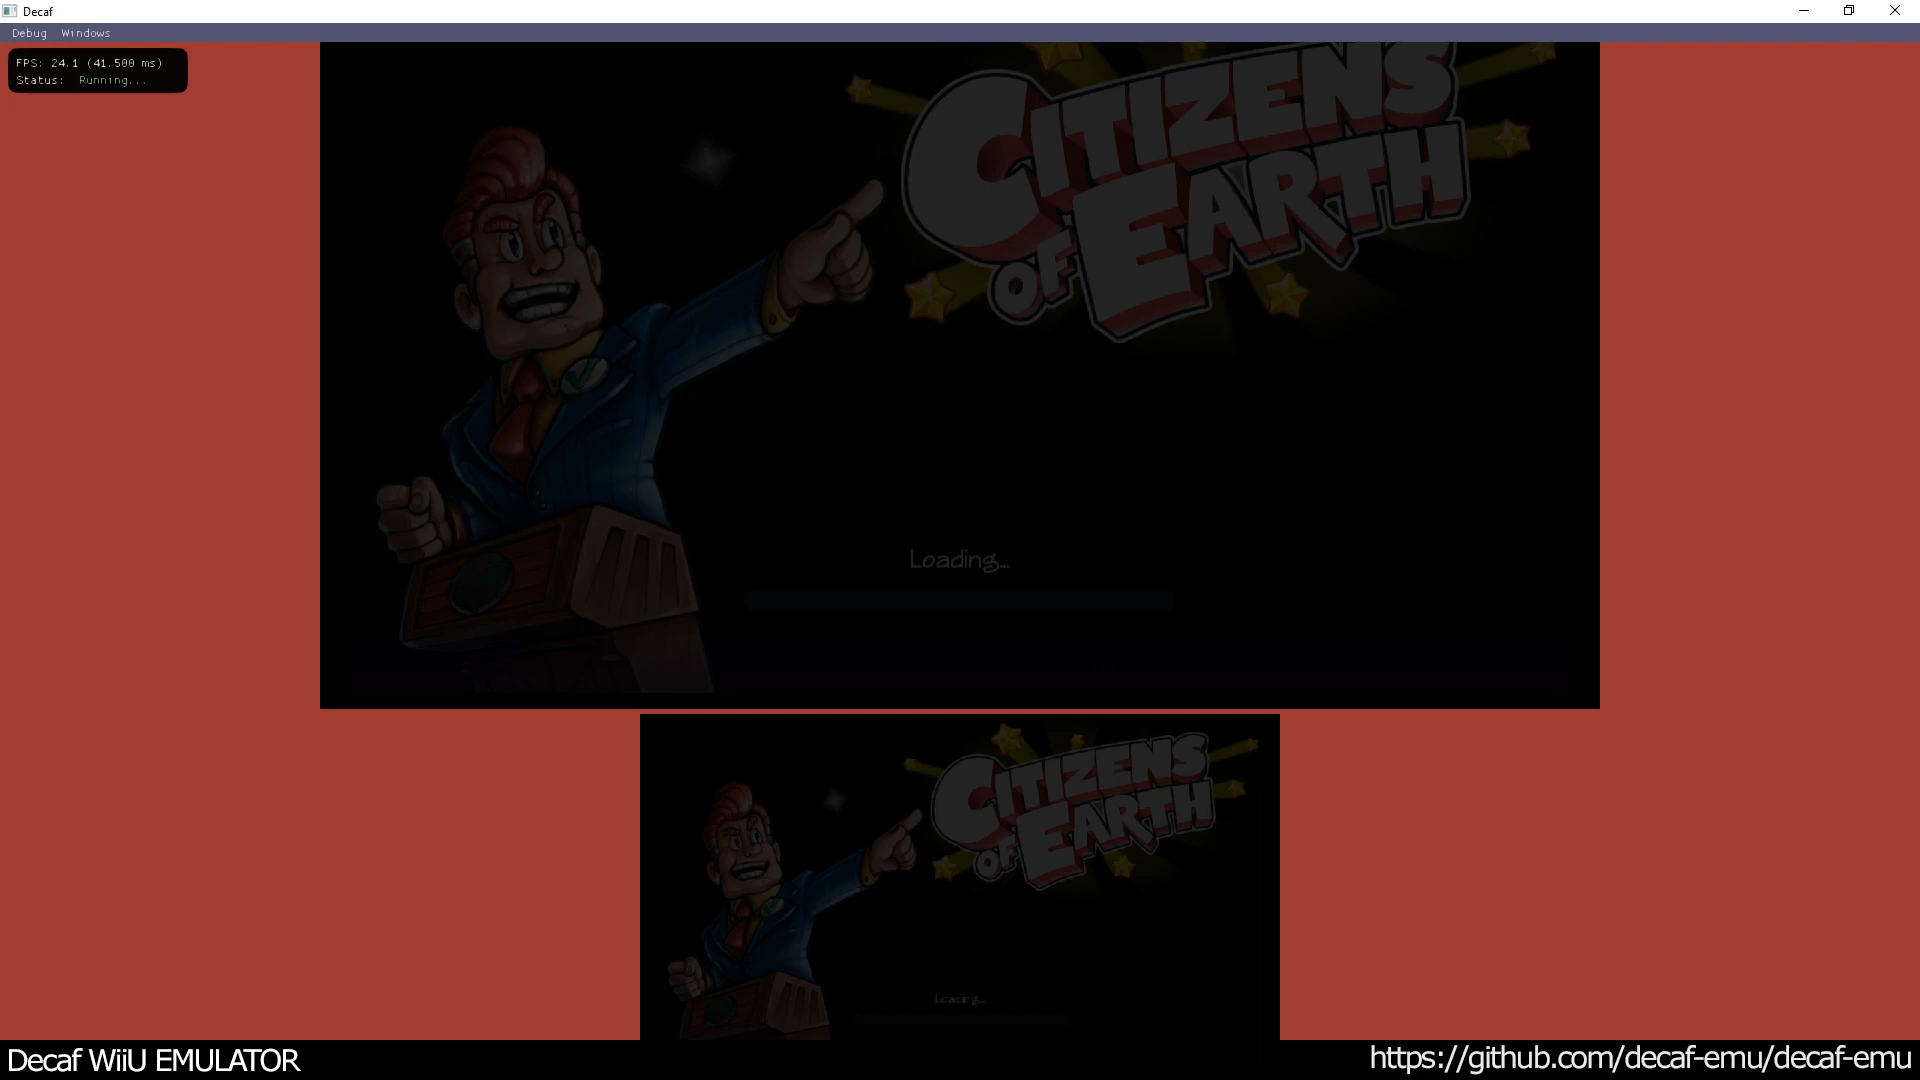 Decaf
Debug Windows
FPS: 24.1 (41.500 ms)
Status: Running...
CITIZENS
OF EARTH
Loading...
CITIZENS
OF EARTH
Loading...
Decaf WiiU EMULATOR
https://github.com/decaf-emu/decaf-emu